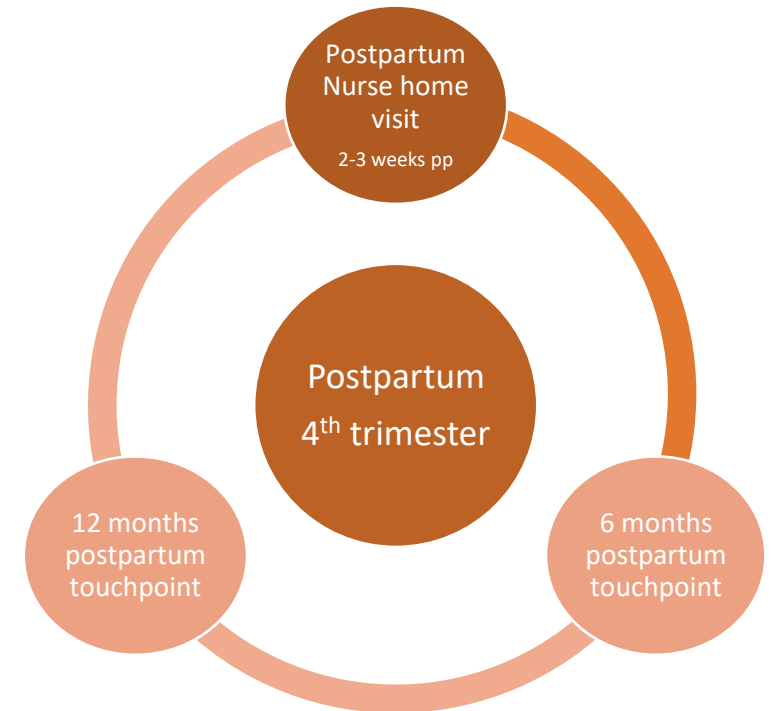 Postpartum
Nurse home
visit
2-3 weeks pp
Postpartum
4th trimester
12 months
postpartum
touchpoint
6 months
postpartum
touchpoint